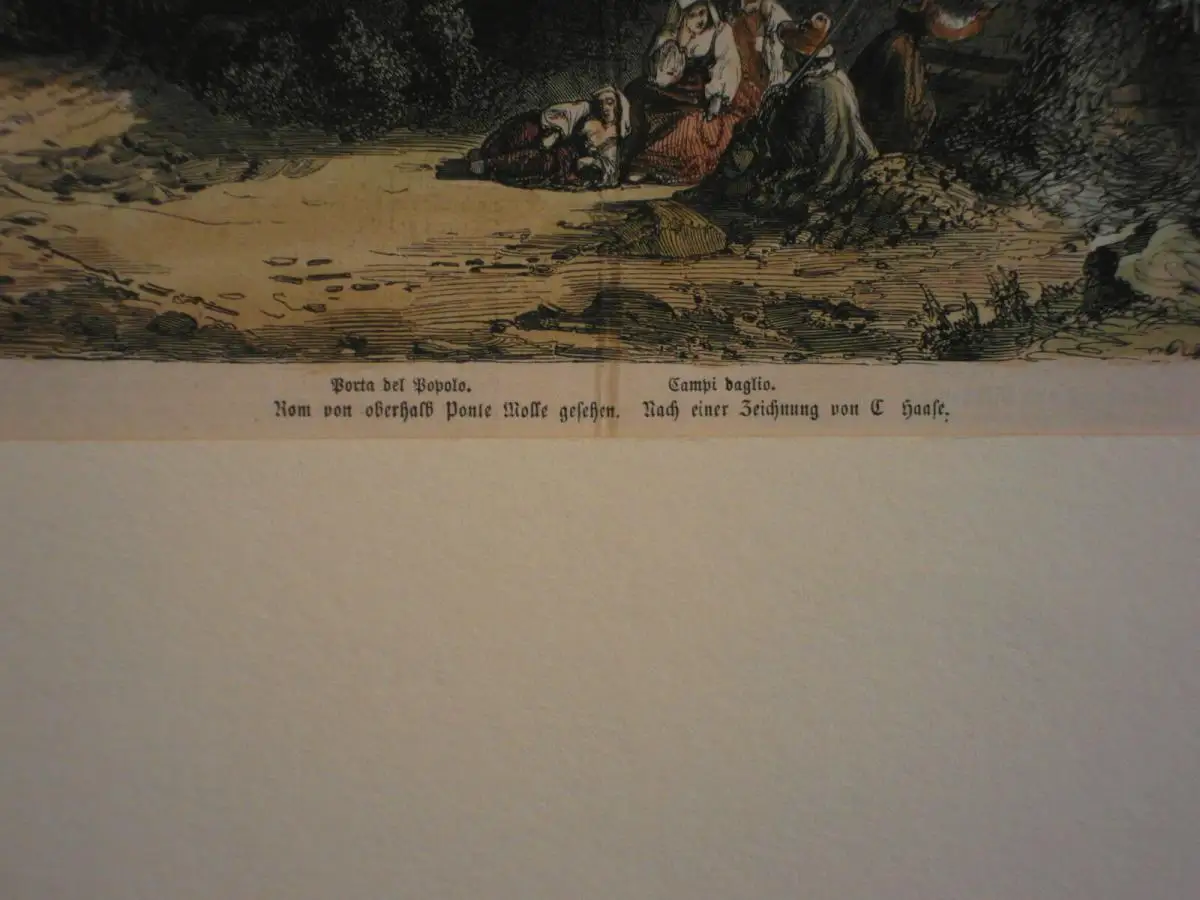 Porta del Popolo. Campi daglio.
Rom von oberhalb Ponte Molle gesehen. Nach einer Zeichnung von C Haase.